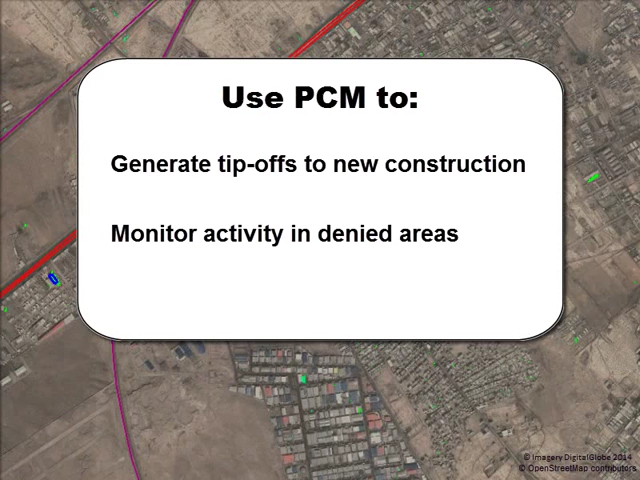 Use PCM to:
Generate tip-offs to new construction
Monitor activity in denied areas
© Imagery DigitalGlobe 2014
© OpenStreetMap contributors